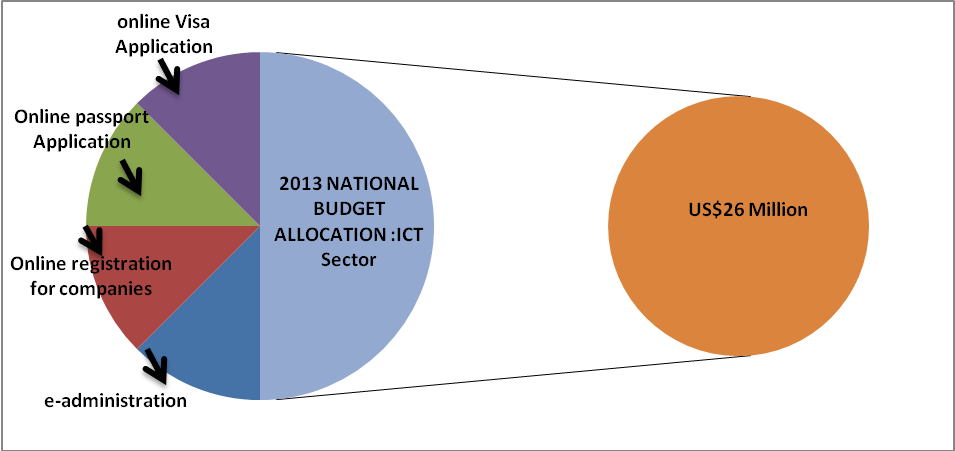 online Visa
Application
Online passport
Application
Online registration
for companies
e-administration
2013 NATIONAL
BUDGET
ALLOCATION :ICT
Sector
US$26 Million